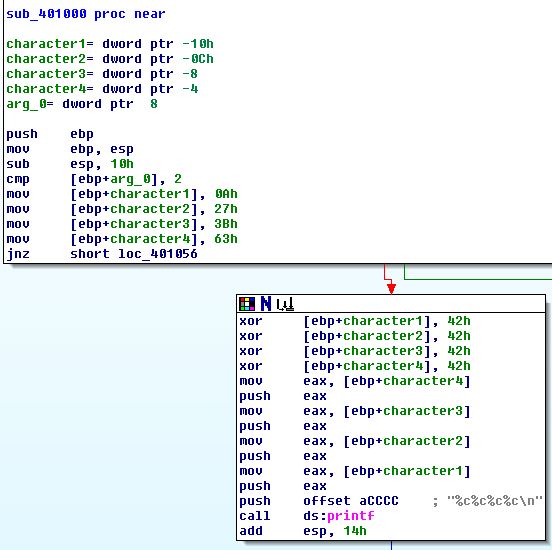 sub_401000 proc near
character1= dword ptr -10h
character2= dword ptr -0Ch
character3= dword ptr -8
character4= dword ptr -4
arg_0= dword ptr  8
push    ebp
mov     ebp, esp
sub     esp, 10h
cmp     [ebp+arg_0], 2
mov     [ebp+character1], 0Ah
mov     [ebp+character2], 27h
mov     [ebp+character3], 3Bh
mov     [ebp+character4], 63h
jnz     short loc_401056
xor     [ebp+character1], 42h
xor     [ebp+character2], 42h
xor     [ebp+character3], 42h
xor     [ebp+character4], 42h
mov     eax, [ebp+character4]
push    eax
mov     eax, [ebp+character3]
push    eax
mov     eax, [ebp+character2]
push    eax
mov     eax, [ebp+character1]
push    eax
push    offset aCCCC    ; "%c%c%c%c\n"
call    ds:printf
add     esp, 14h